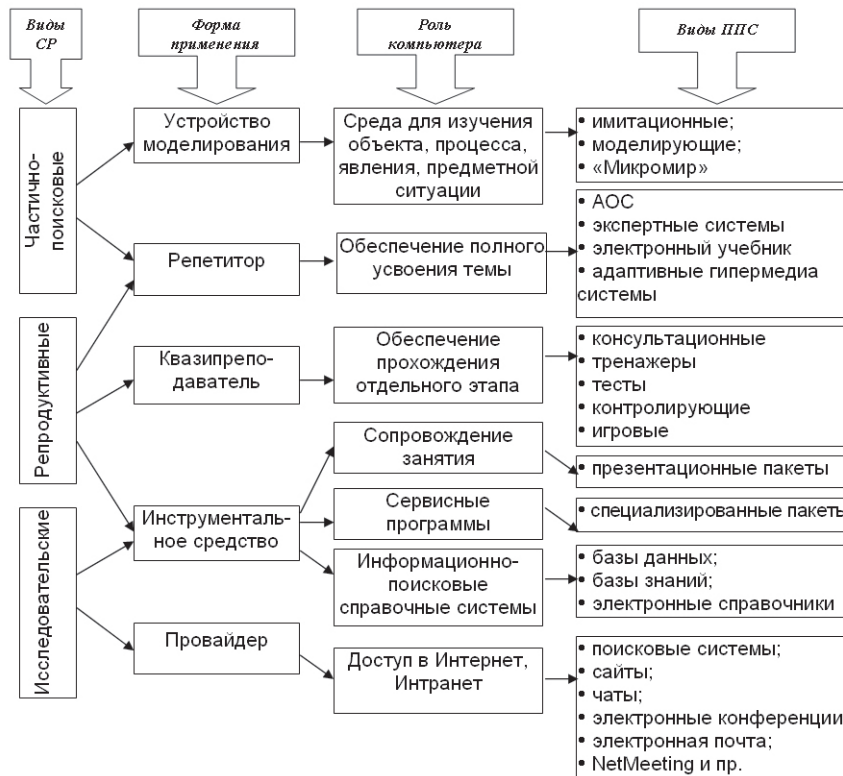 Виды
СР
Форма
применения
Роль
компьютера
Виды ППС
Частично-
поисковые
Репродуктивные
Исследовательские
Устройство
моделирования
Репетитор
Квазипрепо-
даватель
Инструменталь-
ное средство
Провайдер
Среда для изучения
объекта, процесса,
явления, предметной
ситуации
Обеспечение полного
усвоения темы
Обеспечение
прохождения
отдельного этапа
Сопровождение
занятия
Сервисные
программы
Информационно-
поисковые
справочные системы
Доступ в Интернет,
Интранет
• имитационные;
• моделирующие;
• «Микромир»
• АОС
• экспертные системы
• электронный учебник
• адаптивные гипермедиа
системы
• консультационные
• тренажеры
• тесты
• контролирующие
• игровые
• презентационные пакеты
• специализированные пакеты
• базы данных;
• базы знаний;
• электронные справочники
• поисковые системы;
• сайты;
• чаты;
• электронные конференции
• электронная почта;
• NetMeeting и пр.